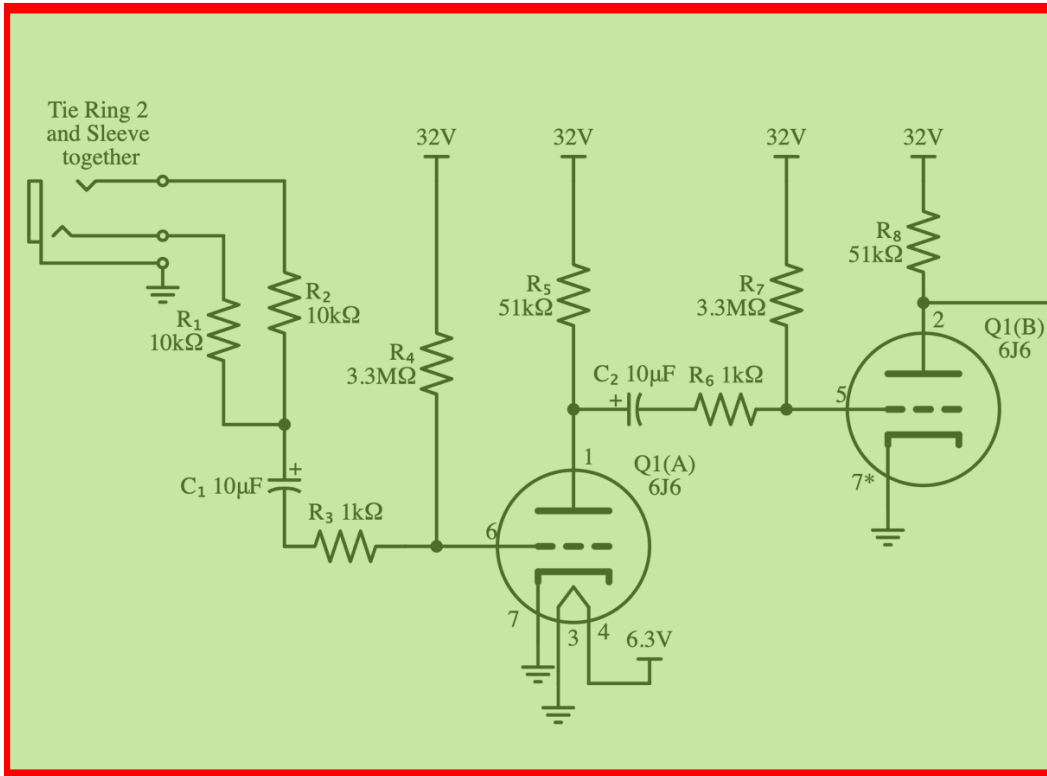 Tie Ring 2
and Sleeve
together
32V
32V
32V
32V
R₁
10kΩ
R₂
10kΩ
R₄
3.3MΩ
R₅
51kΩ
R₇
3.3MΩ
R₈
51kΩ
2
Q1(B)
6J6
C₂ 10µF
+
R₆ 1kΩ
5
7*
1
Q1(A)
6J6
+
C₁ 10µF
R₃ 1kΩ
6
7
3
4
6.3V